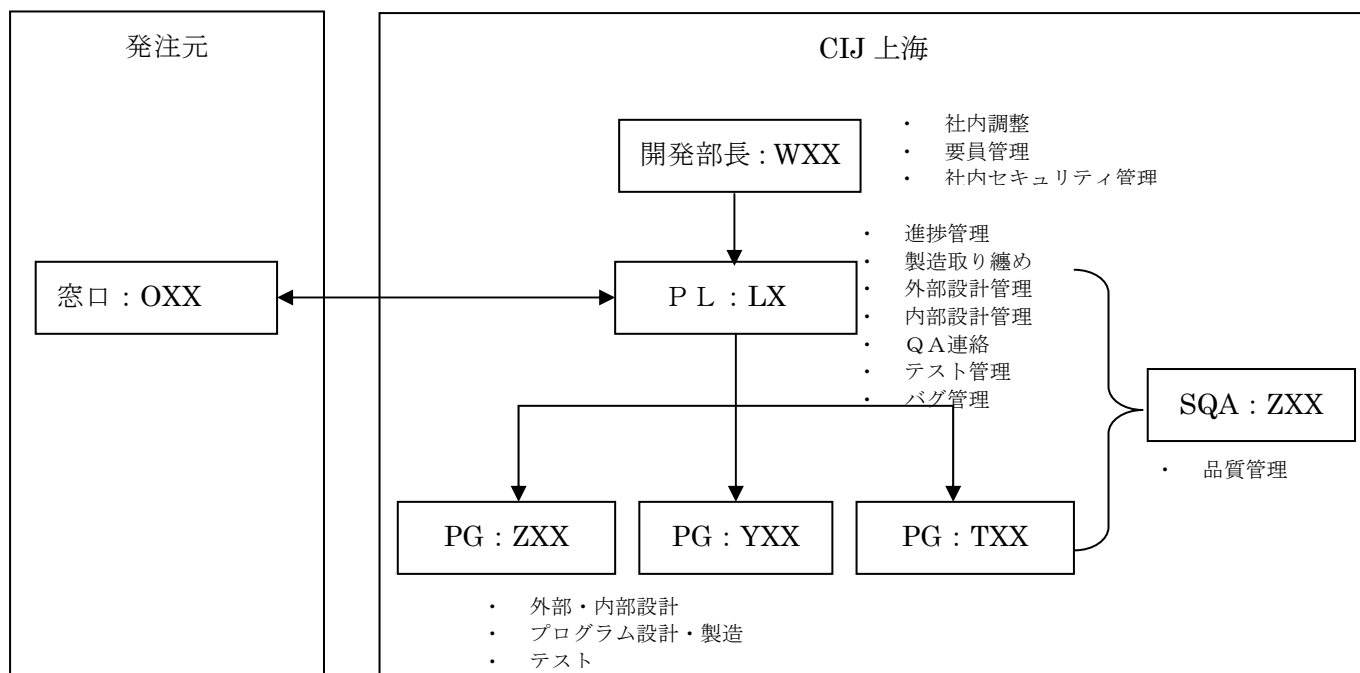 発注元
CIJ 上海
開発部長：WXX
・ 社内調整
・ 要員管理
・ 社内セキュリティ管理
窓口：OXX
ＰＬ：LX
・ 進捗管理
・ 製造取り纏め
・ 外部設計管理
・ 内部設計管理
・ ＱＡ連絡
・ テスト管理
・ バグ管理
SQA：ZXX
・ 品質管理
PG：ZXX
PG：YXX
PG：TXX
・ 外部・内部設計
・ プログラム設計・製造
・ テスト